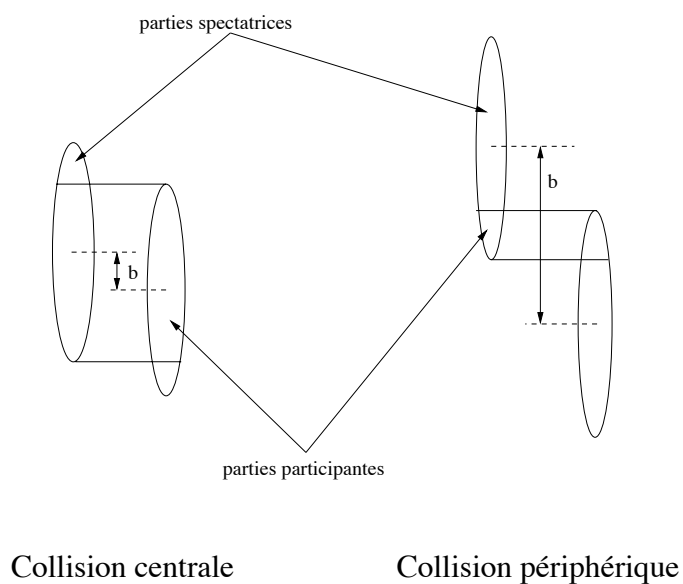 parties spectatrices
b
b
parties participantes
Collision centrale
Collision périphérique